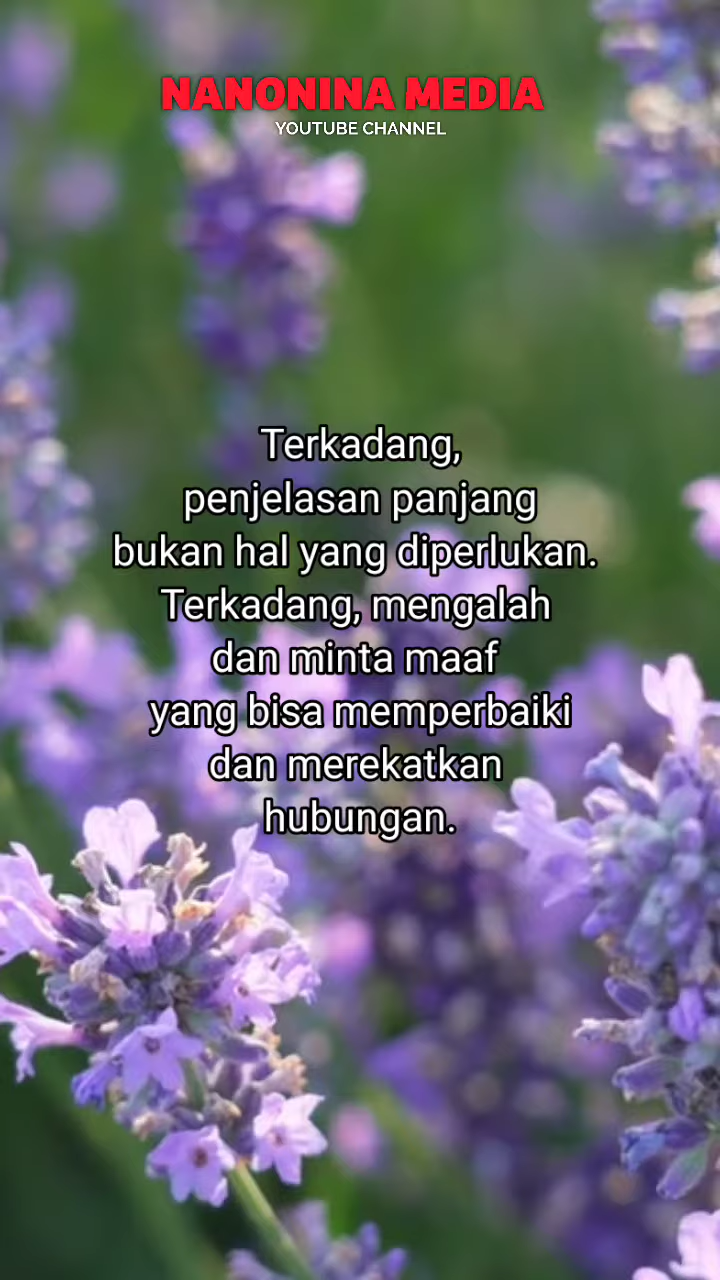 NANONINA MEDIA
YOUTUBE CHANNEL
Terkadang,
penjelasan panjang
bukan hal yang diperlukan.
Terkadang, mengalah
dan minta maaf
yang bisa memperbaiki
dan merekatkan
hubungan.